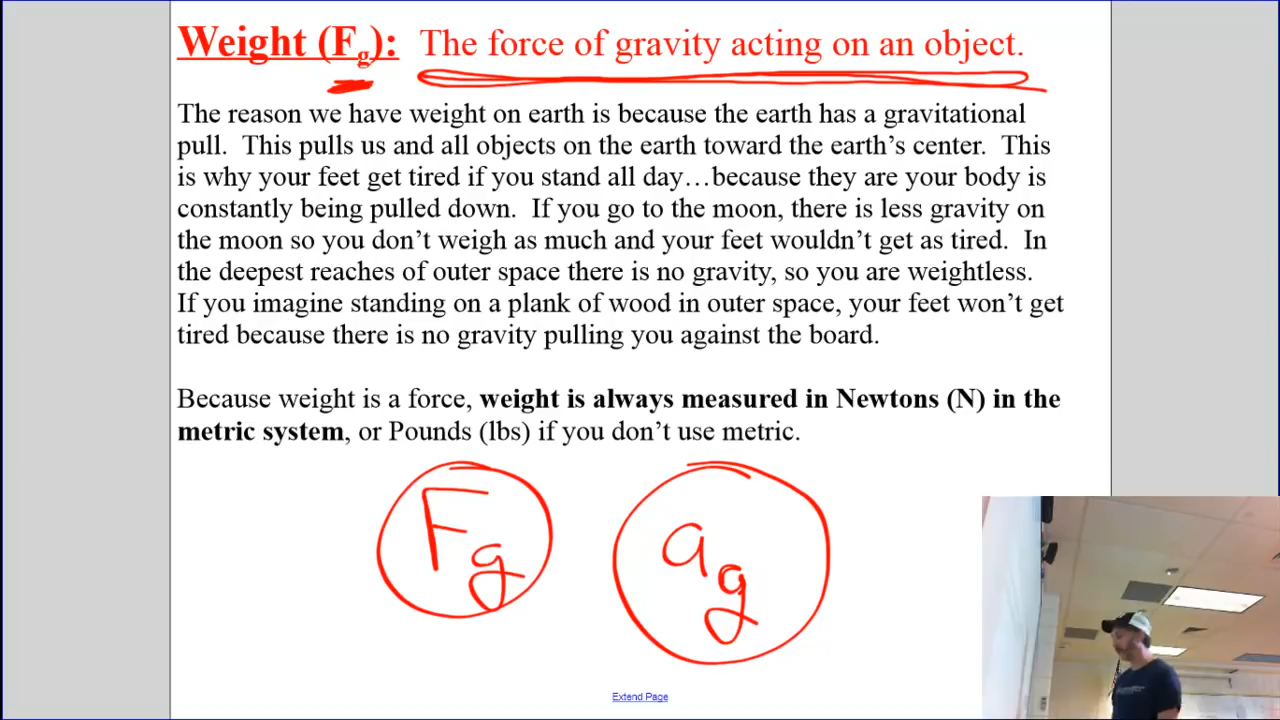 Weight (Fg): The force of gravity acting on an object.
The reason we have weight on earth is because the earth has a gravitational
pull. This pulls us and all objects on the earth toward the earth's center. This
is why your feet get tired if you stand all day…because they are your body is
constantly being pulled down. If you go to the moon, there is less gravity on
the moon so you don't weigh as much and your feet wouldn't get as tired. In
the deepest reaches of outer space there is no gravity, so you are weightless.
If you imagine standing on a plank of wood in outer space, your feet won't get
tired because there is no gravity pulling you against the board.
Because weight is a force, weight is always measured in Newtons (N) in the
metric system, or Pounds (lbs) if you don't use metric.
Fg ag
Extend Page